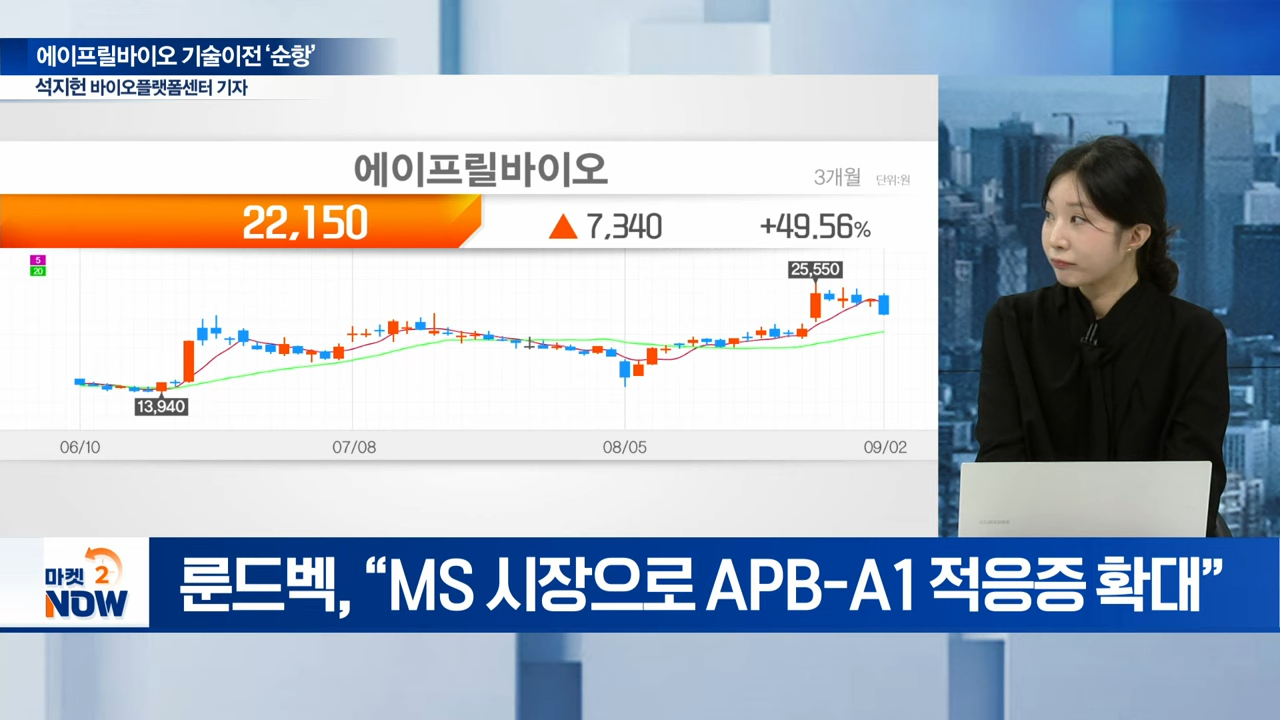 에이프릴바이오 기술이전 ‘순항’
석지헌 바이오플랫폼센터 기자
에이프릴바이오
3개월 단위:원
22,150 ▲ 7,340 +49.56%
5
20
25,550
13,940
06/10 07/08 08/05 09/02
마켓 2
NOW
룬드벡, “MS 시장으로 APB-A1 적응증 확대”